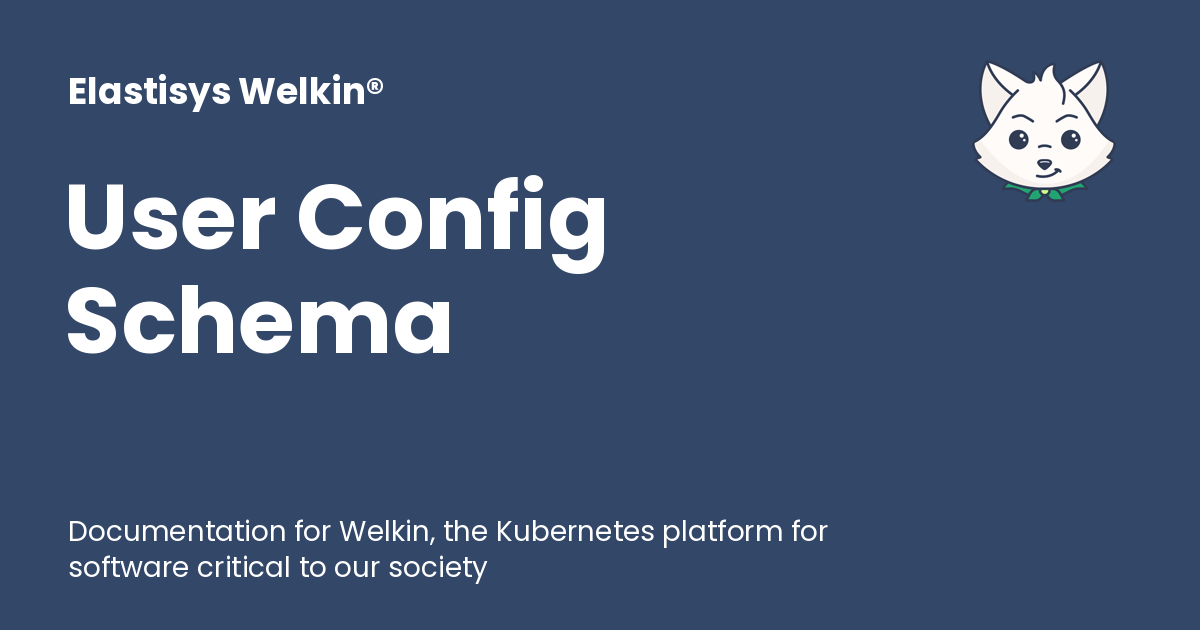 Elastisys Welkin®
User Config
Schema
Documentation for Welkin, the Kubernetes platform for
software critical to our society